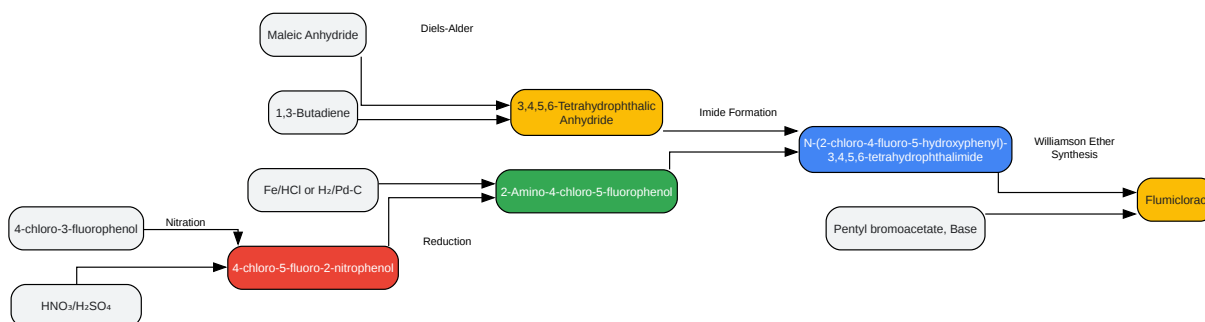 Maleic Anhydride
Diels-Alder
1,3-Butadiene
3,4,5,6-Tetrahydrophthalic
Anhydride
Imide Formation
N-(2-chloro-4-fluoro-5-hydroxyphenyl)-
3,4,5,6-tetrahydrophthalimide
Williamson Ether
Synthesis
Fe/HCl or H₂/Pd-C
2-Amino-4-chloro-5-fluorophenol
Flumiclorac
4-chloro-3-fluorophenol
Nitration
Pentyl bromoacetate, Base
Reduction
4-chloro-5-fluoro-2-nitrophenol
HNO₃/H₂SO₄